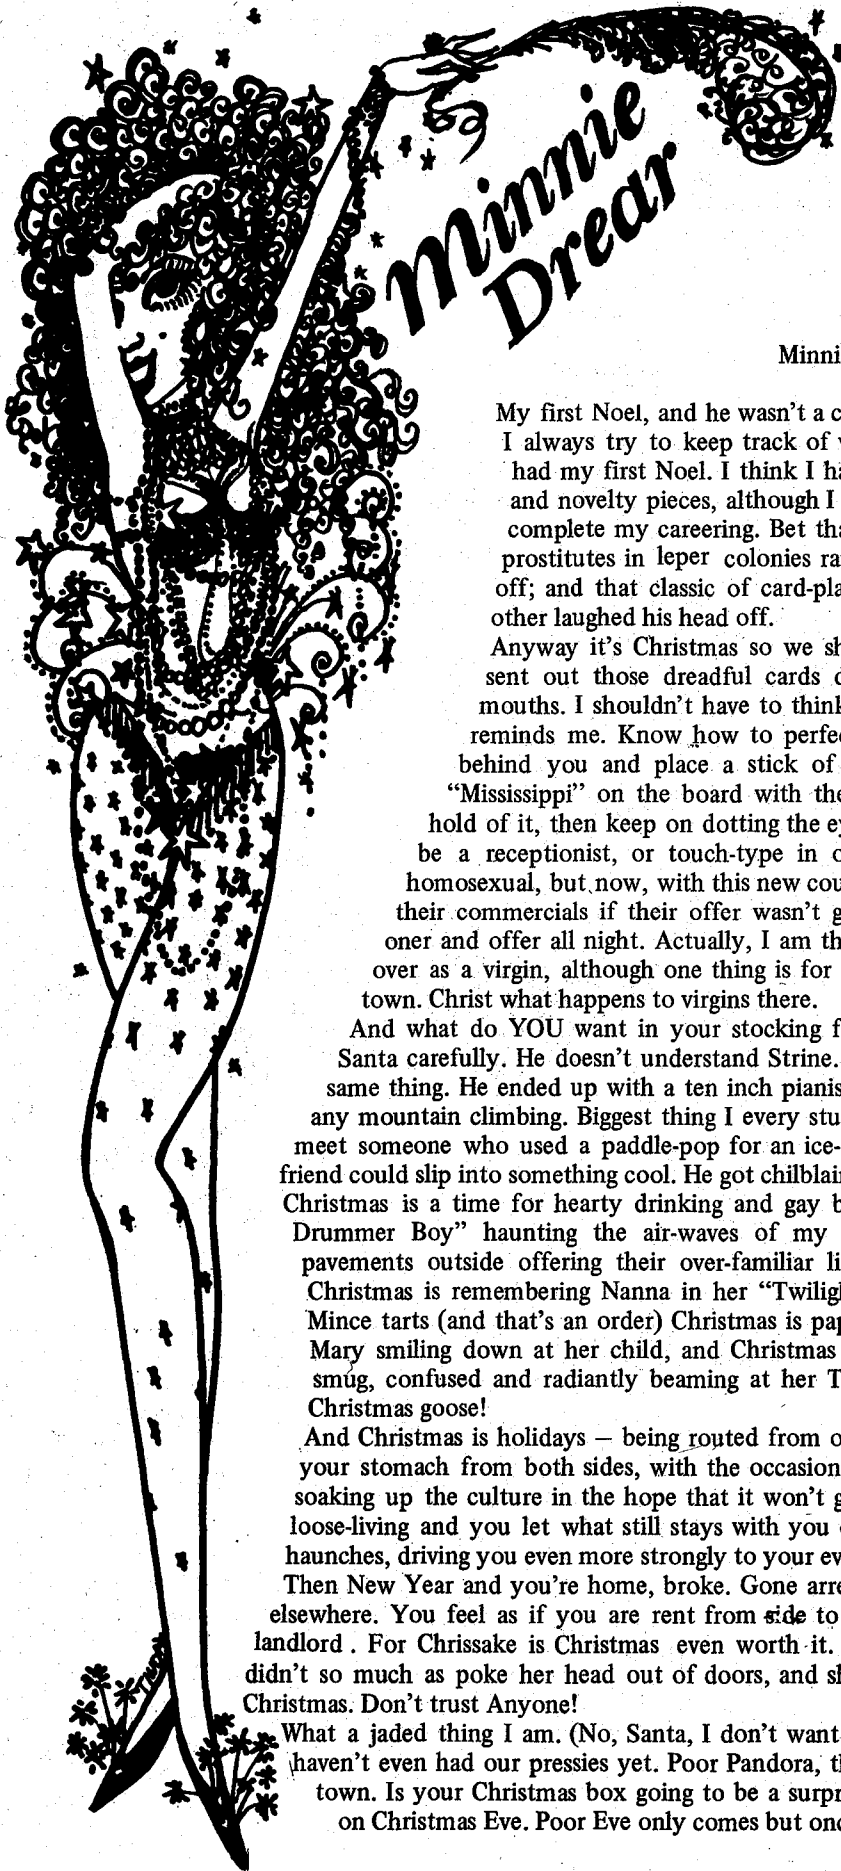 Minnie
Drear
Minni
My first Noel, and he wasn't a c
I always try to keep track of
had my first Noel. I think I ha
and novelty pieces, although I
complete my careering. Bet tha
prostitutes in leper colonies ra
off; and that classic of card-pla
other laughed his head off.
Anyway it's Christmas so we sh
sent out those dreadful cards
mouths. I shouldn't have to think
reminds me. Know how to perfec
behind you and place a stick of
“Mississippi” on the board with the
hold of it, then keep on dotting the ey
be a receptionist, or touch-type in
homosexual, but now, with this new cou
their commercials if their offer wasn't g
oner and offer all night. Actually, I am th
over as a virgin, although one thing is for
town. Christ what happens to virgins there.
And what do YOU want in your stocking f
Santa carefully. He doesn't understand Strine.
same thing. He ended up with a ten inch pianis
any mountain climbing. Biggest thing I every stu
meet someone who used a paddle-pop for an ice-
friend could slip into something cool. He got chilblai
Christmas is a time for hearty drinking and gay b
Drummer Boy” haunting the air-waves of my
pavements outside offering their over-familiar li
Christmas is remembering Nanna in her “Twilig
Mince tarts (and that's an order) Christmas is pa
Mary smiling down at her child, and Christmas
smug, confused and radiantly beaming at her T
Christmas goose!
And Christmas is holidays — being routed from o
your stomach from both sides, with the occasion
soaking up the culture in the hope that it won't g
loose-living and you let what still stays with you
haunches, driving you even more strongly to your ev
Then New Year and you're home, broke. Gone arre
elsewhere. You feel as if you are rent from side to
landlord . For Chrissake is Christmas even worth it.
didn't so much as poke her head out of doors, and sh
Christmas. Don't trust Anyone!
What a jaded thing I am. (No, Santa, I don't want
haven't even had our pressies yet. Poor Pandora, th
town. Is your Christmas box going to be a surpr
on Christmas Eve. Poor Eve only comes but onc